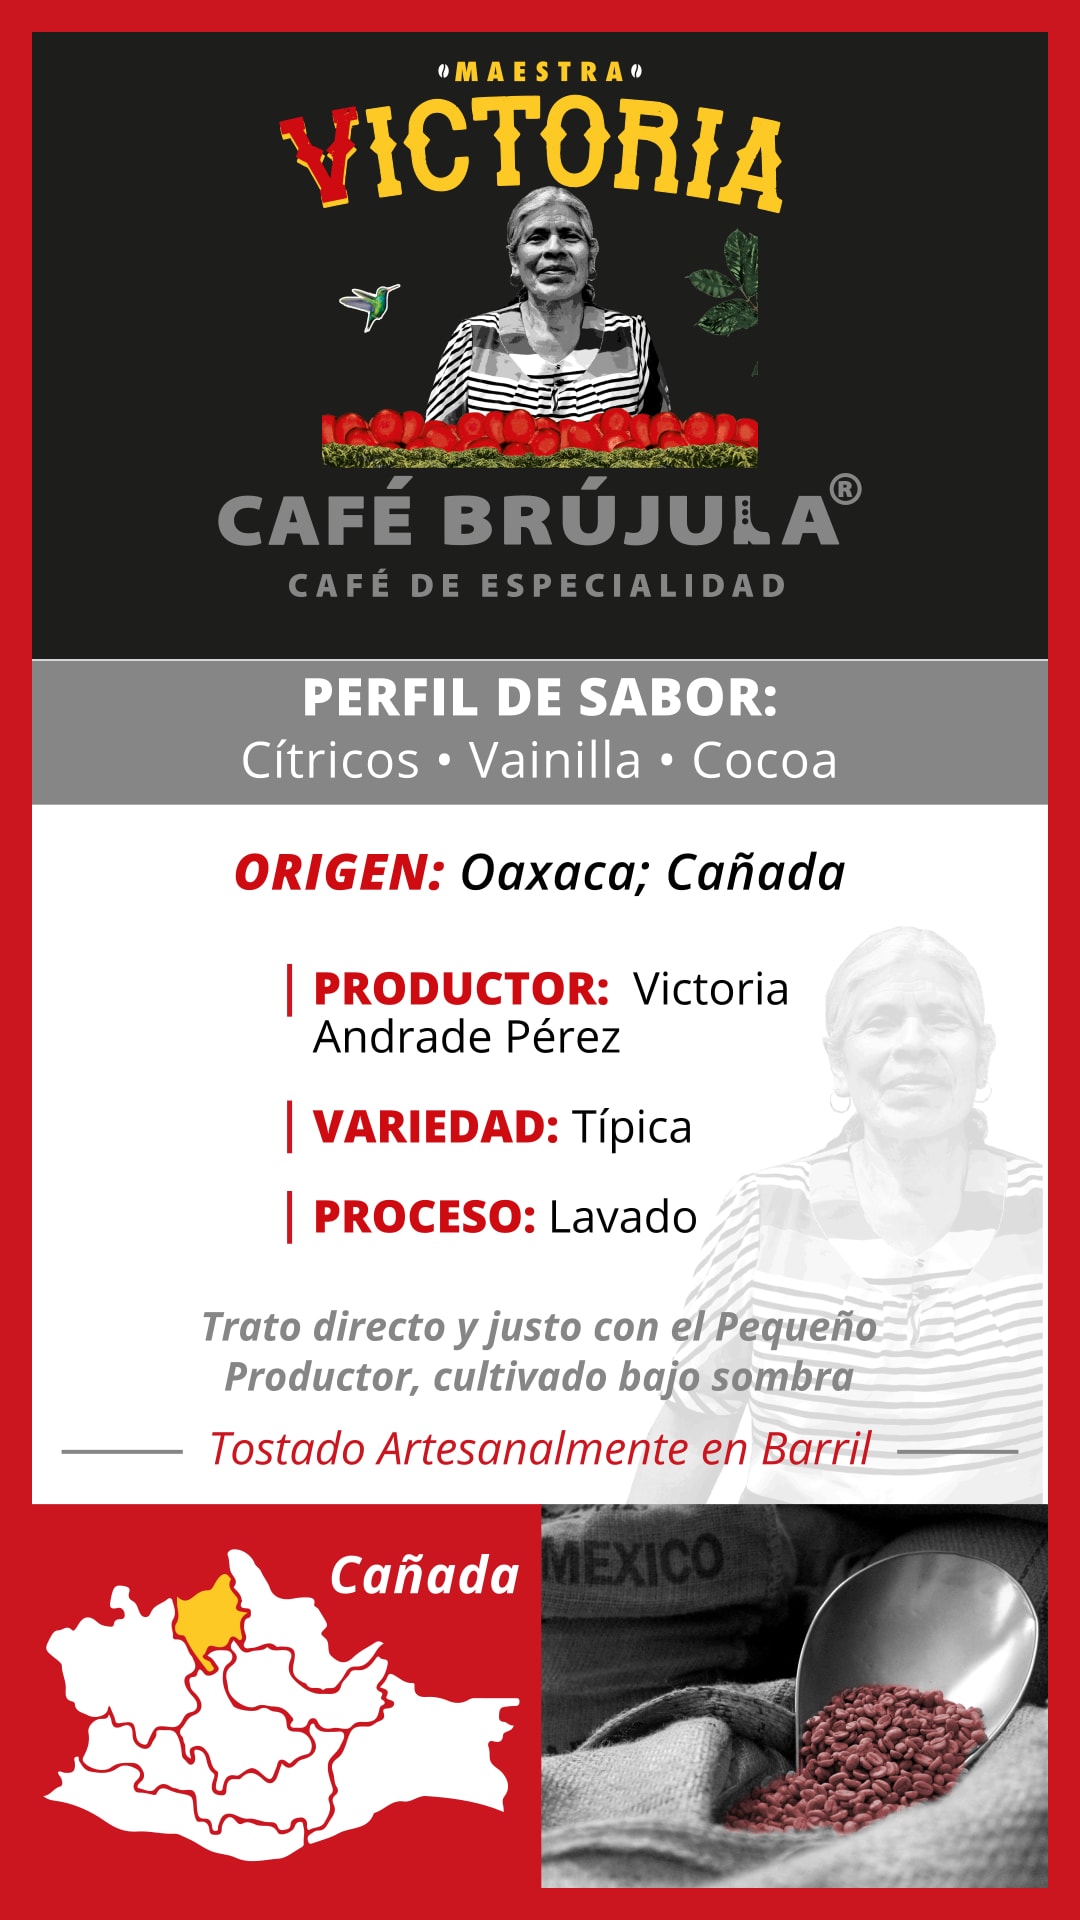 MAESTRA
VICTORIA
CAFÉ BRÚJULA®
CAFÉ DE ESPECIALIDAD
PERFIL DE SABOR:
Cítricos • Vainilla • Cocoa
ORIGEN: Oaxaca; Cañada
PRODUCTOR: Victoria
Andrade Pérez
VARIEDAD: Típica
PROCESO: Lavado
Trato directo y justo con el Pequeño
Productor, cultivado bajo sombra
Tostado Artesanalmente en Barril
Cañada
MEXICO